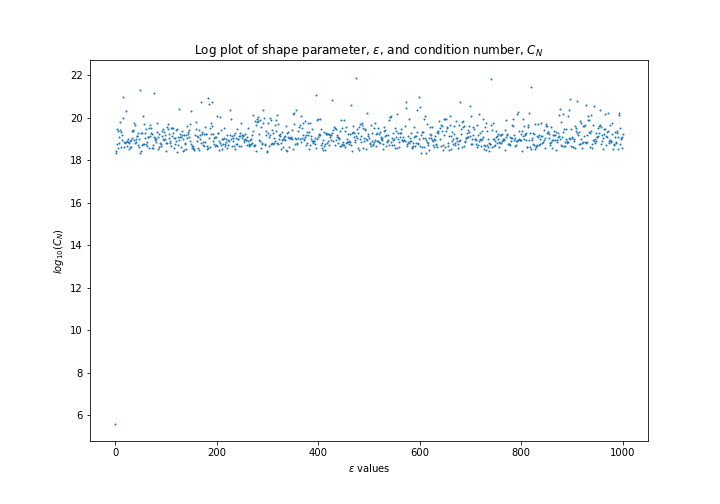 Log plot of shape parameter, ε, and condition number, C_N
22
20
18
16
14
12
10
8
6
log₁₀(C_N)
0 200 400 600 800 1000
ε values